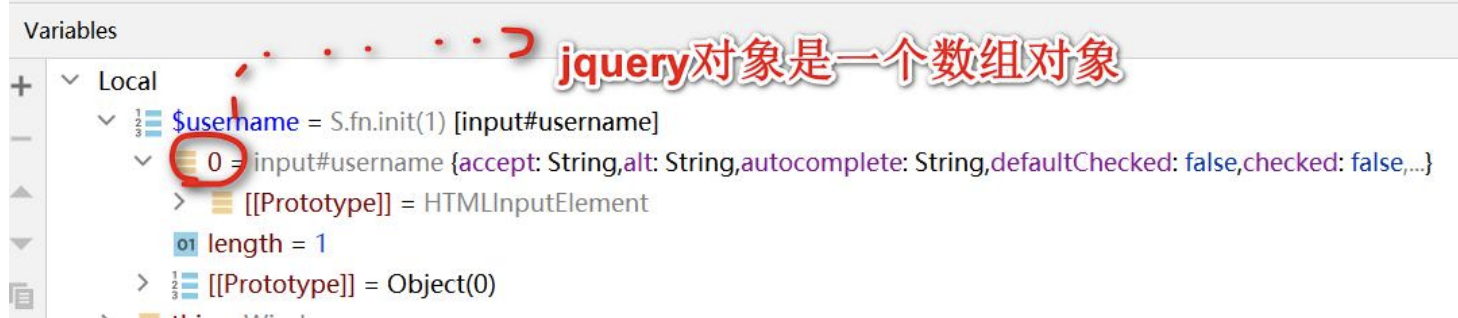 Variables
jquery对象是一个数组对象
Local
$username = S.fn.init(1) [input#username]
0 = input#username {accept: String,alt: String,autocomplete: String,defaultChecked: false,checked: false,...}
[[Prototype]] = HTMLInputElement
01 length = 1
[[Prototype]] = Object(0)